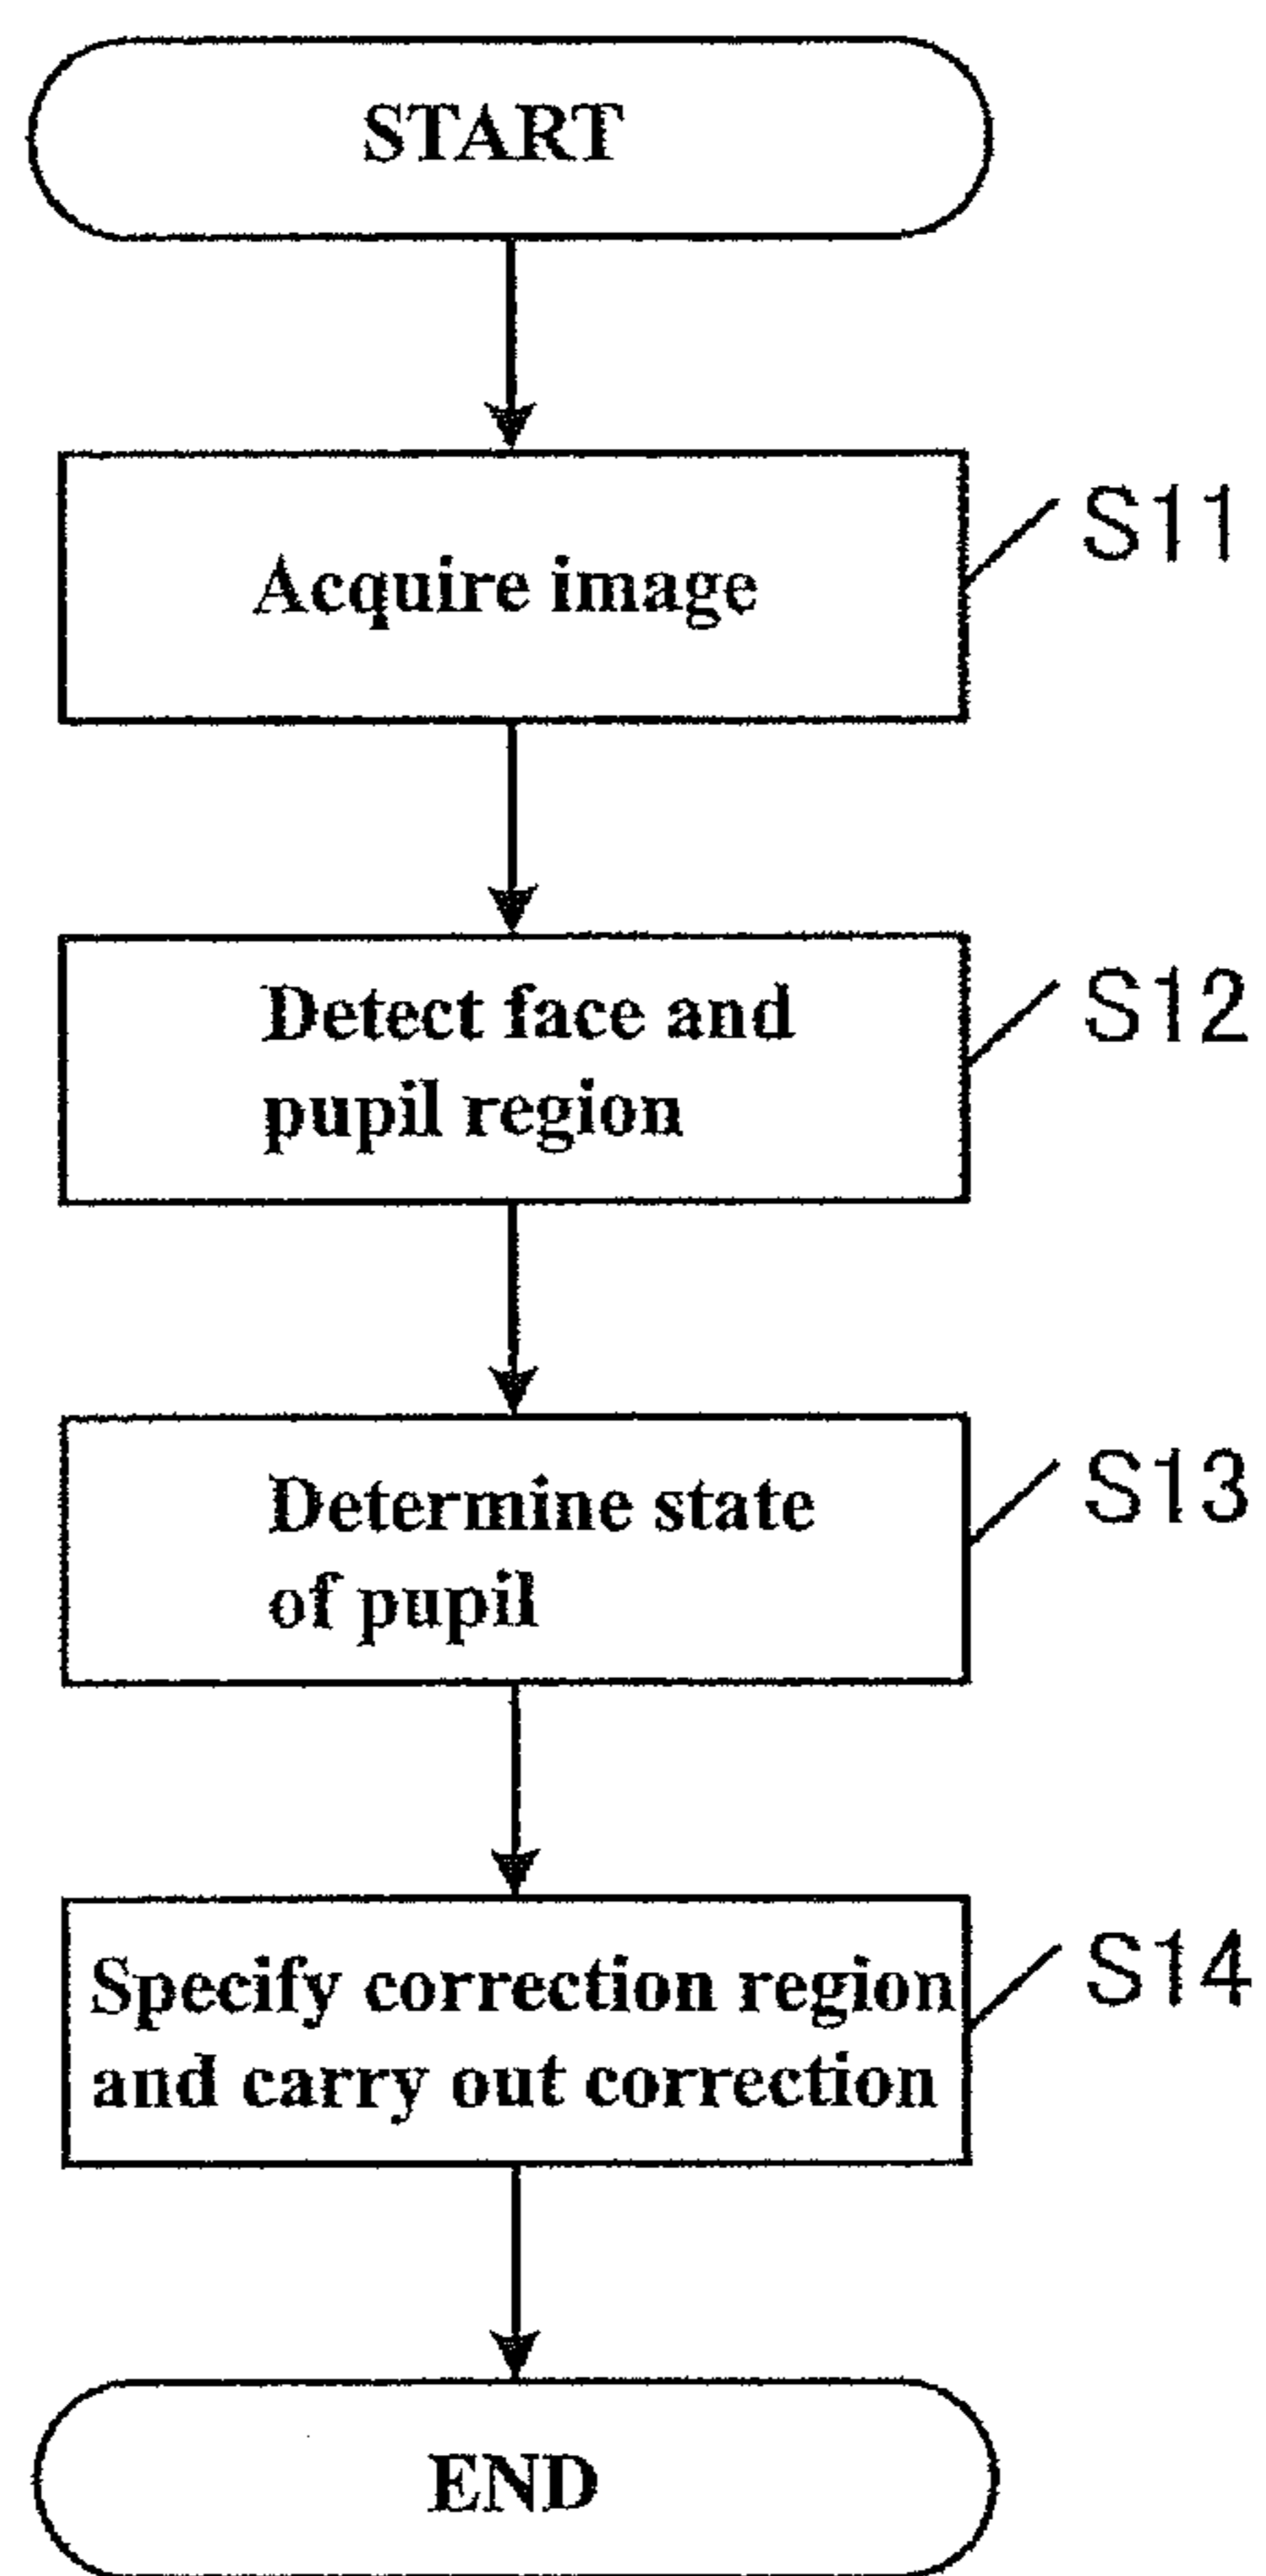 START
Acquire image
S11
Detect face and
pupil region
S12
Determine state
of pupil
S13
Specify correction region
and carry out correction
S14
END